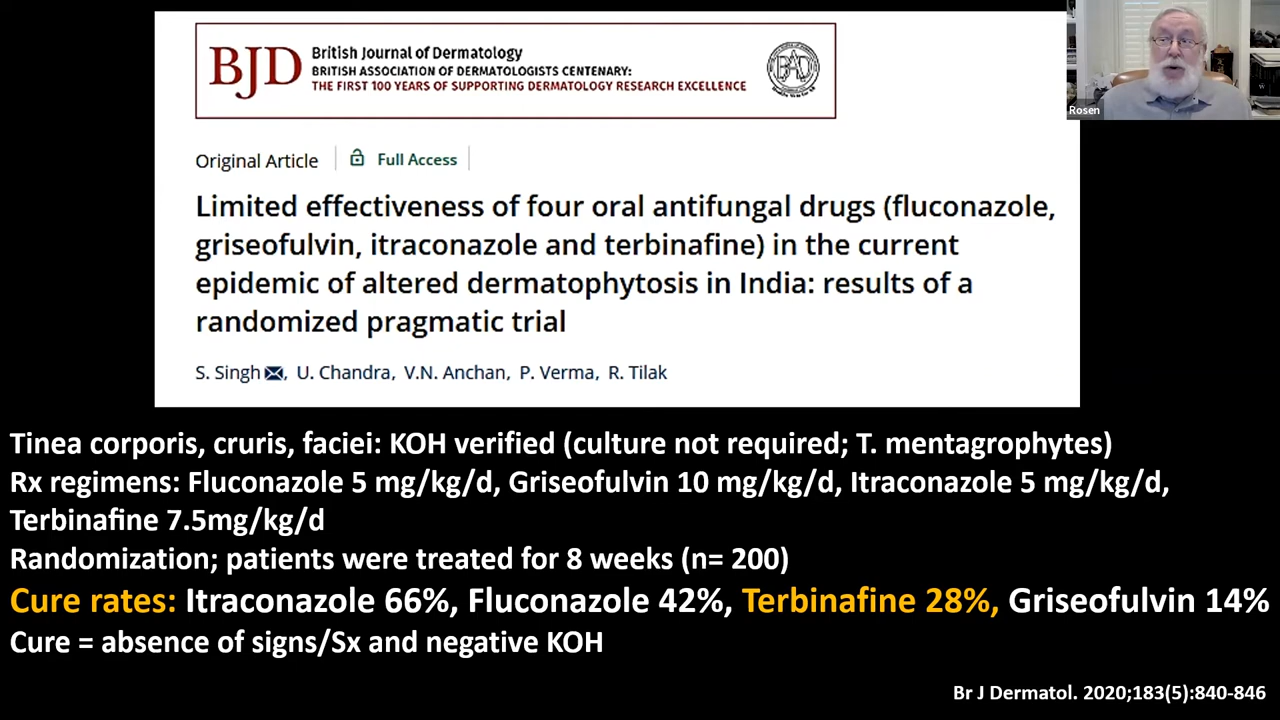 BJD
British Journal of Dermatology
BRITISH ASSOCIATION OF DERMATOLOGISTS CENTENARY:
THE FIRST 100 YEARS OF SUPPORTING DERMATOLOGY RESEARCH EXCELLENCE
BAD
Rosen
Original Article
Full Access
Limited effectiveness of four oral antifungal drugs (fluconazole,
griseofulvin, itraconazole and terbinafine) in the current
epidemic of altered dermatophytosis in India: results of a
randomized pragmatic trial
S. Singh, U. Chandra, V.N. Anchan, P. Verma, R. Tilak
Tinea corporis, cruris, faciei: KOH verified (culture not required; T. mentagrophytes)
Rx regimens: Fluconazole 5 mg/kg/d, Griseofulvin 10 mg/kg/d, Itraconazole 5 mg/kg/d,
Terbinafine 7.5mg/kg/d
Randomization; patients were treated for 8 weeks (n= 200)
Cure rates: Itraconazole 66%, Fluconazole 42%, Terbinafine 28%, Griseofulvin 14%
Cure = absence of signs/Sx and negative KOH
Br J Dermatol. 2020;183(5):840-846